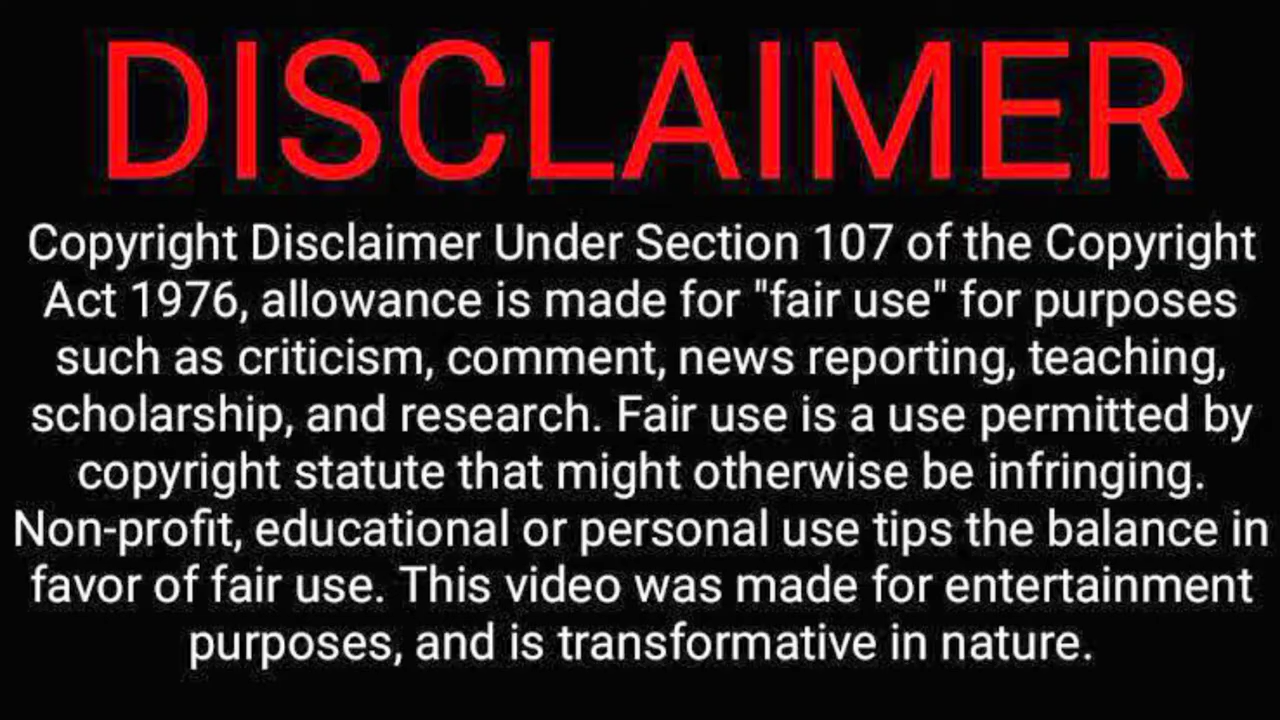 DISCLAIMER
Copyright Disclaimer Under Section 107 of the Copyright
Act 1976, allowance is made for "fair use" for purposes
such as criticism, comment, news reporting, teaching,
scholarship, and research. Fair use is a use permitted by
copyright statute that might otherwise be infringing.
Non-profit, educational or personal use tips the balance in
favor of fair use. This video was made for entertainment
purposes, and is transformative in nature.